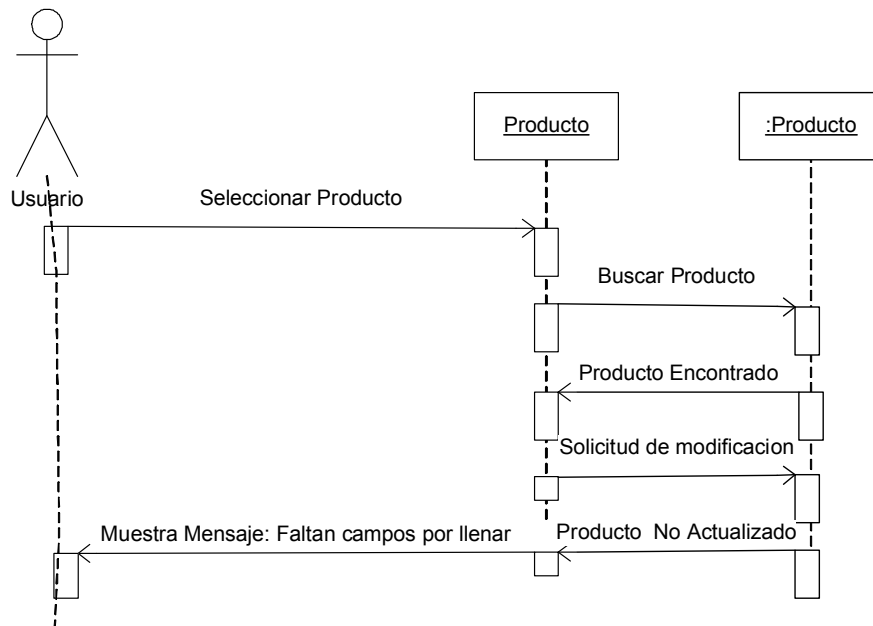 Producto
:Producto
Usuario
Seleccionar Producto
Buscar Producto
Producto Encontrado
Solicitud de modificacion
Muestra Mensaje: Faltan campos por llenar
Producto No Actualizado